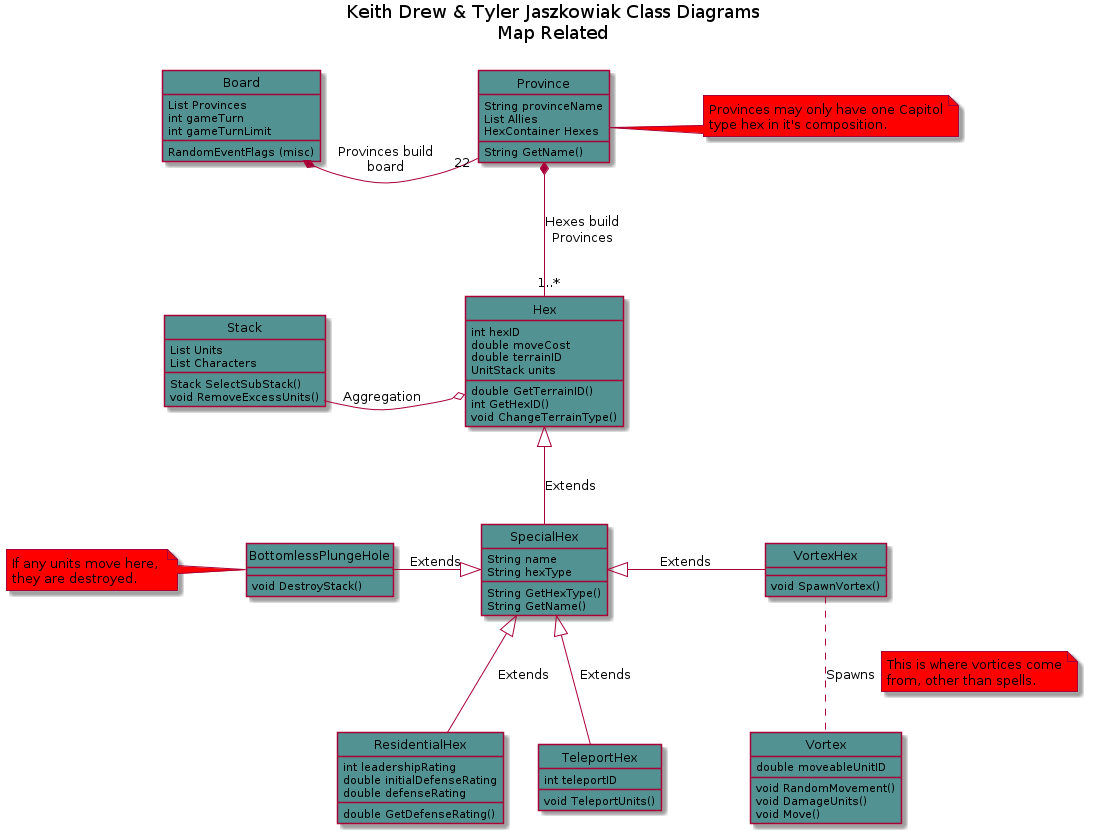 Keith Drew & Tyler Jaszkowiak Class Diagrams
Map Related
Board
List Provinces
int gameTurn
int gameTurnLimit
RandomEventFlags (misc)
Provinces build
board
22
Province
String provinceName
List Allies
HexContainer Hexes
String GetName()
Provinces may only have one Capitol
type hex in it's composition.
Hexes build
Provinces
1..*
Stack
List Units
List Characters
Stack SelectSubStack()
void RemoveExcessUnits()
Aggregation
Hex
int hexID
double moveCost
double terrainID
UnitStack units
double GetTerrainID()
int GetHexID()
void ChangeTerrainType()
Extends
If any units move here,
they are destroyed.
BottomlessPlungeHole
void DestroyStack()
Extends
SpecialHex
String name
String hexType
String GetHexType()
String GetName()
Extends
VortexHex
void SpawnVortex()
Extends
Extends
Spawns
This is where vortices come
from, other than spells.
ResidentialHex
int leadershipRating
double initialDefenseRating
double defenseRating
double GetDefenseRating()
TeleportHex
int teleportID
void TeleportUnits()
Vortex
double moveableUnitID
void RandomMovement()
void DamageUnits()
void Move()